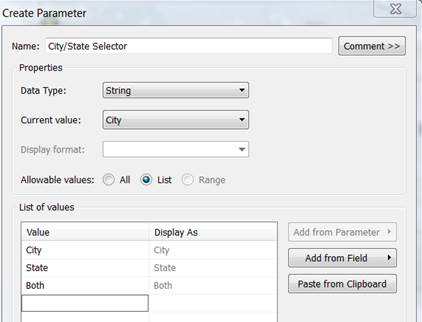 Create Parameter
Name: City/State Selector Comment >>
Properties
Data Type: String
Current value: City
Display format:
Allowable values: All List Range
List of values
Value Display As
City City
State State
Both Both
Add from Parameter
Add from Field
Paste from Clipboard